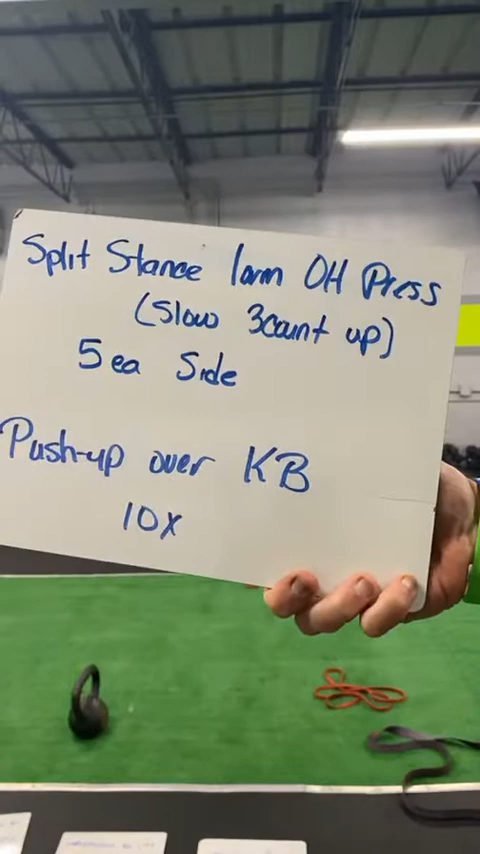 Split Stance 1arm OH Press
(Slow 3count up)
5 ea Side
Push-up over KB
10x